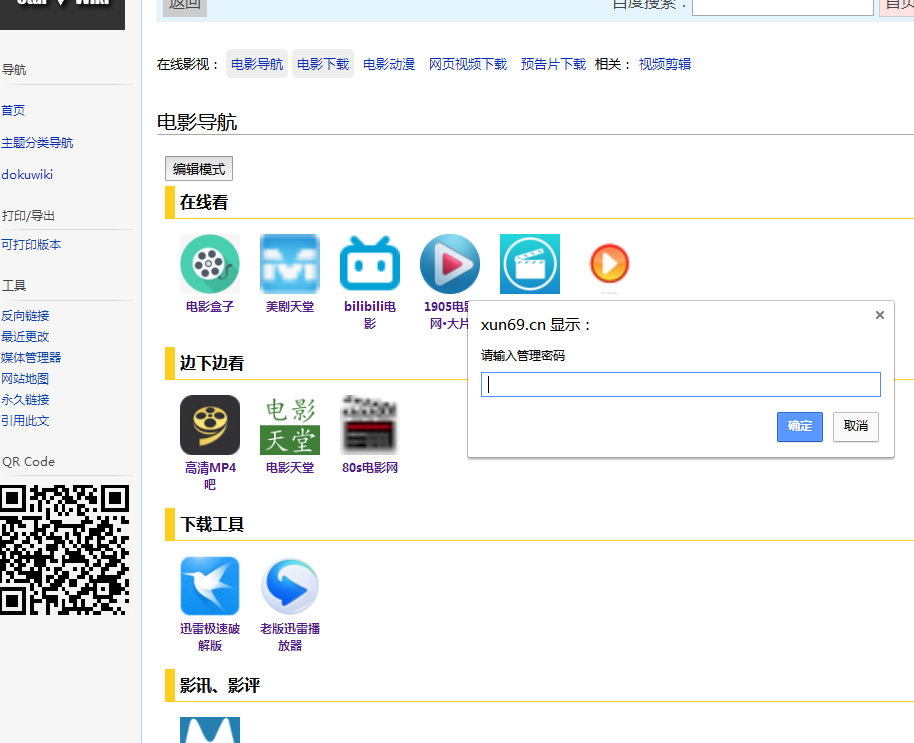 Star Wiki
返回
百度搜索：
首页
导航
首页
主题分类导航
dokuwiki
打印/导出
可打印版本
工具
反向链接
最近更改
媒体管理器
网站地图
永久链接
引用此文
QR Code
在线影视： 电影导航 电影下载 电影动漫 网页视频下载 预告片下载 相关： 视频剪辑
电影导航
编辑模式
在线看
电影盒子
美剧天堂
bilibili电
影
1905电影
网•大片
边下边看
电影
天堂
高清MP4
吧
电影天堂
80s电影网
下载工具
迅雷极速破
解版
老版迅雷播
放器
影讯、影评
xun69.cn 显示：
×
请输入管理密码
确定
取消